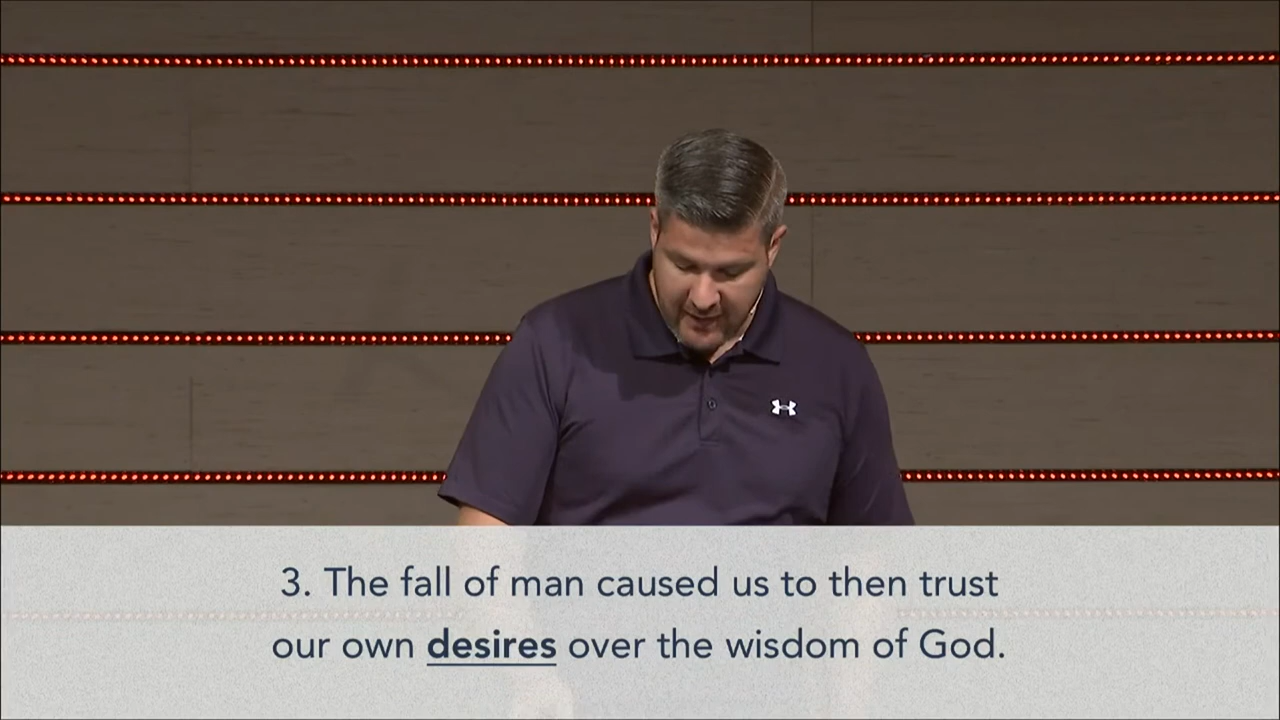 3. The fall of man caused us to then trust
our own desires over the wisdom of God.